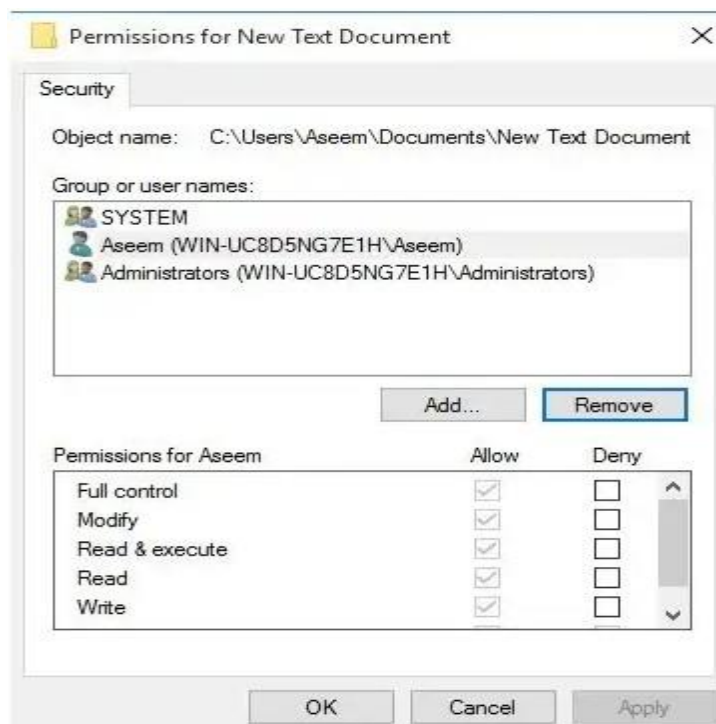 Permissions for New Text Document
Security
Object name: C:\Users\Aseem\Documents\New Text Document
Group or user names:
SYSTEM
Aseem (WIN-UC8D5NG7E1H\Aseem)
Administrators (WIN-UC8D5NG7E1H\Administrators)
Add... Remove
Permissions for Aseem Allow Deny
Full control
Modify
Read & execute
Read
Write
OK Cancel Apply